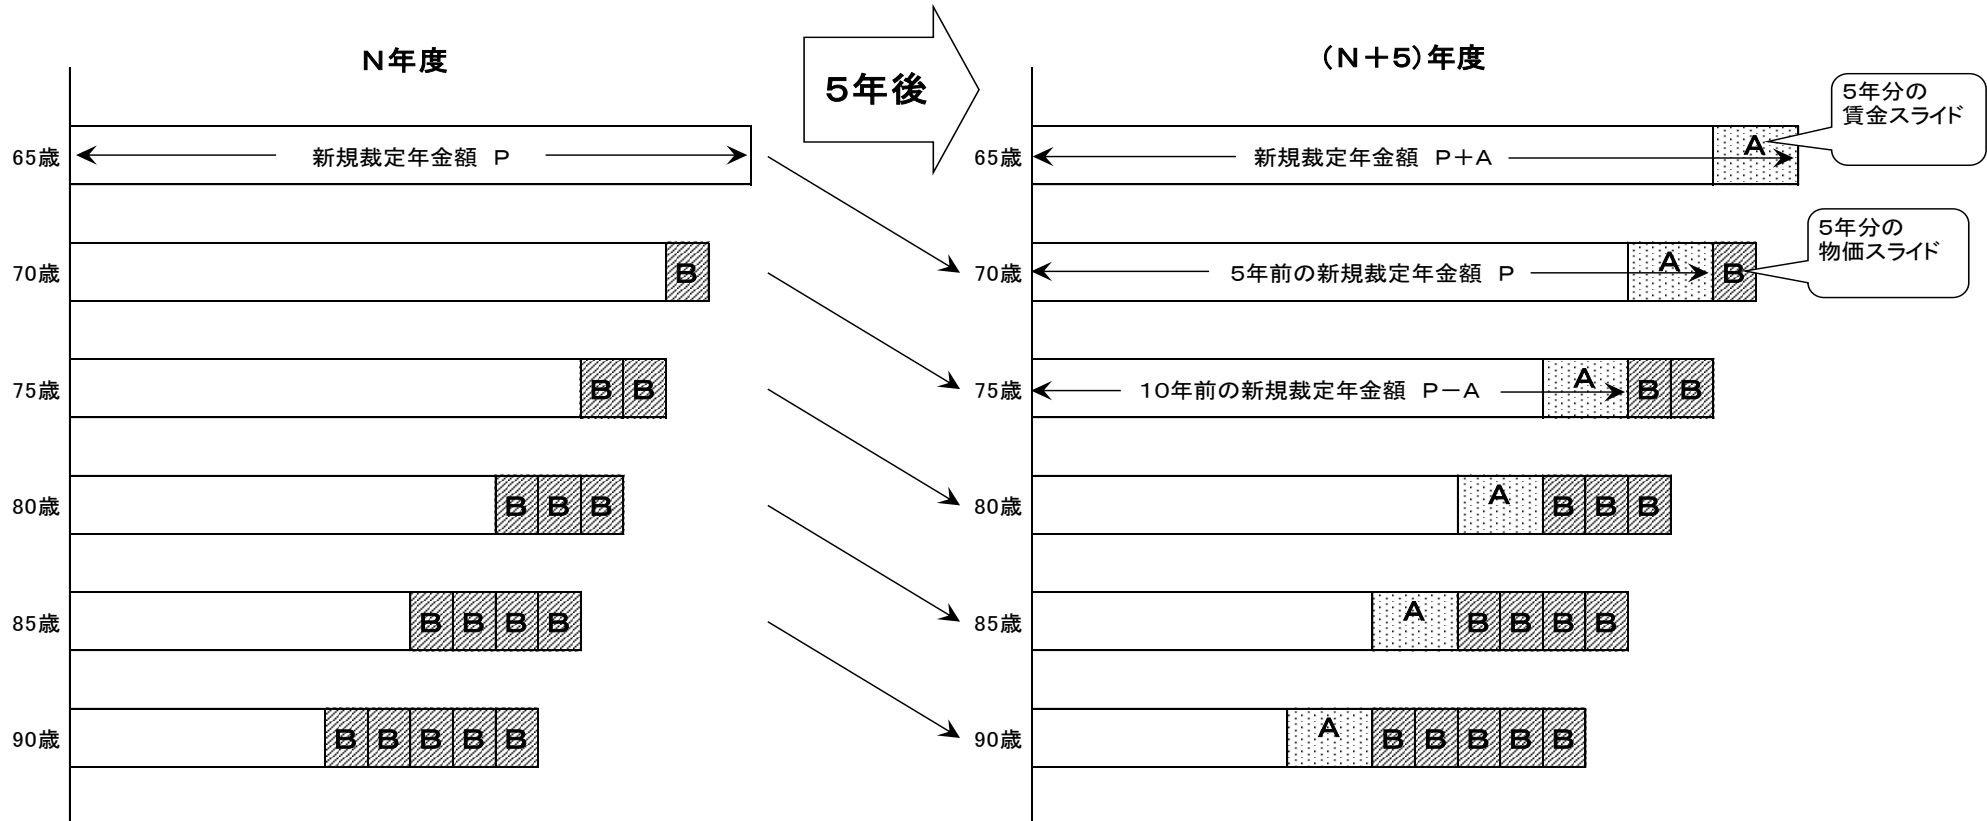 N年度
65歳
新規裁定年金額 P
70歳
B
75歳
B B
80歳
B B B
85歳
B B B B
90歳
B B B B B
5年後
(N+5)年度
65歳
新規裁定年金額 P+A
A
5年分の
賃金スライド
70歳
5年前の新規裁定年金額 P
A
B
5年分の
物価スライド
75歳
10年前の新規裁定年金額 P-A
A
B B
80歳
A
B B B
85歳
A
B B B B
90歳
A
B B B B B